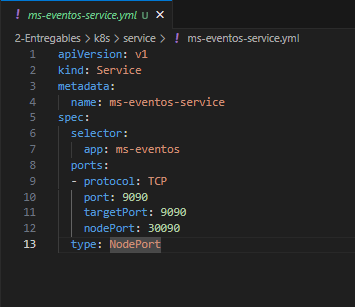 ms-eventos-service.yml U ×
2-Entregables > k8s > service > ! ms-eventos-service.yml
1 apiVersion: v1
2 kind: Service
3 metadata:
4   name: ms-eventos-service
5 spec:
6   selector:
7     app: ms-eventos
8   ports:
9   - protocol: TCP
10     port: 9090
11     targetPort: 9090
12     nodePort: 30090
13   type: NodePort